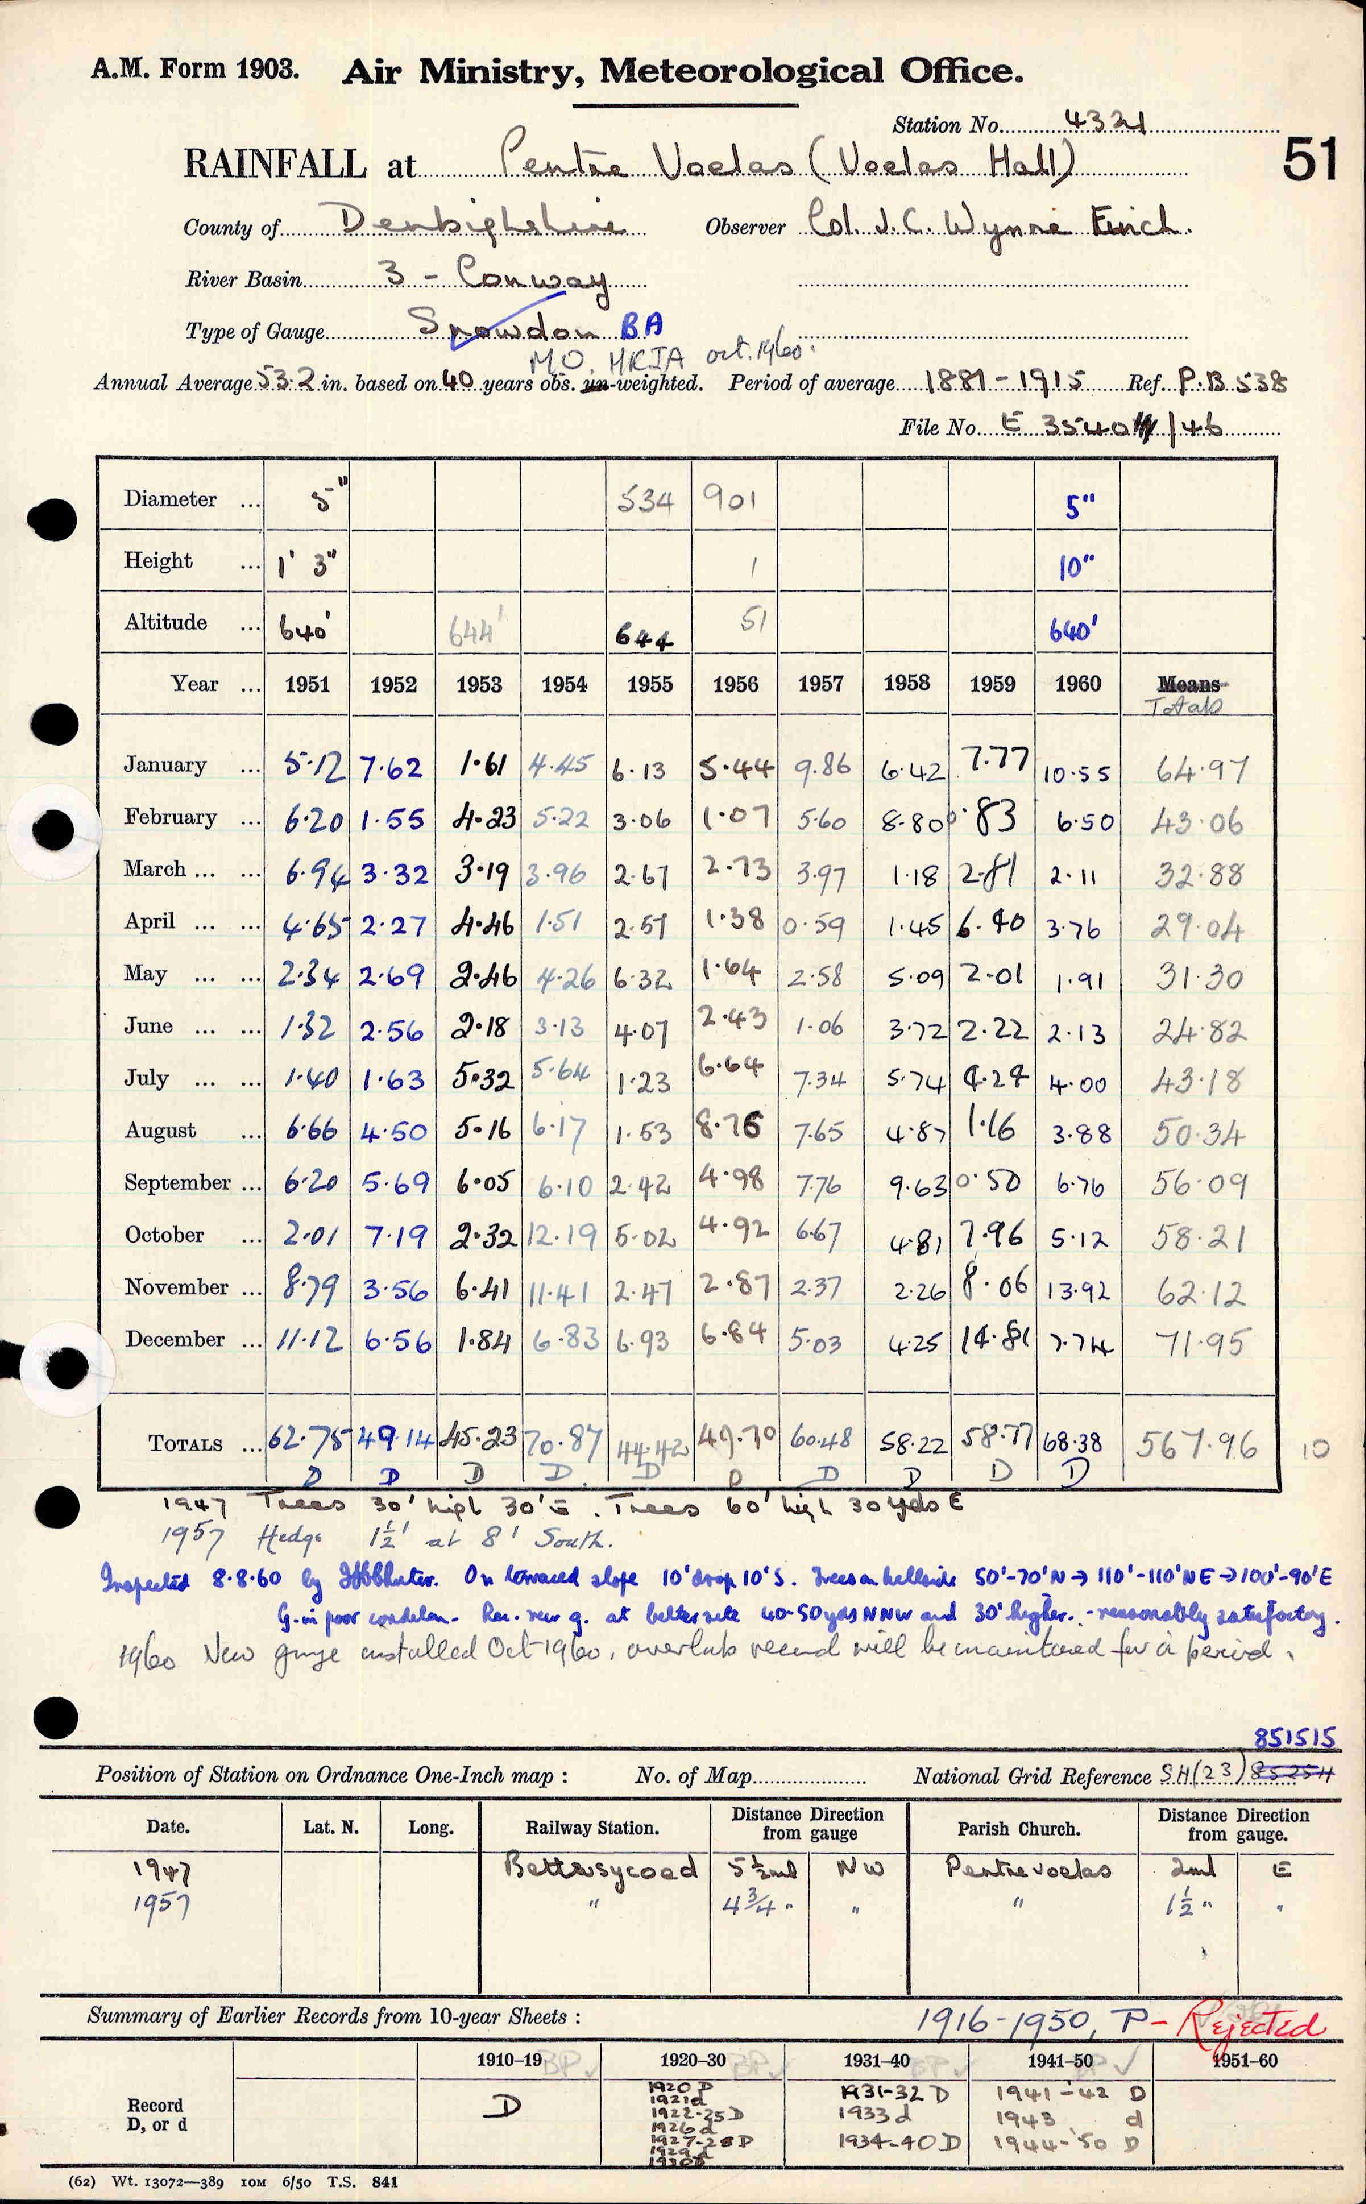 A.M. Form 1903. Air Ministry, Meteorological Office.
Station No. 4321
RAINFALL at Pentre Voelas (Voelas Hall) 51
County of Denbighshire Observer Col. J. C. Wynne Finch.
River Basin 3 - Conway
Type of Gauge Snowdon BA
M.O. MKIA oct. 1960.
Annual Average 53.2 in. based on 40 years obs. un-weighted. Period of average 1881-1915 Ref. P.B 538
File No. E 35404/46
Diameter ... 5" 534 901 5"
Height ... 1' 3" 1 10"
Altitude ... 640' 644' 644 51 640'
Year ... 1951 1952 1953 1954 1955 1956 1957 1958 1959 1960 Means
Totals
January ... 5.12 7.62 1.61 4.45 6.13 5.44 9.86 6.42 7.77 10.55 64.97
February ... 6.20 1.55 4.23 5.22 3.06 1.07 5.60 8.80 0.83 6.50 43.06
March ... ... 6.94 3.32 3.19 3.96 2.67 2.73 3.97 1.18 2.81 2.11 32.88
April ... ... 4.65 2.27 4.46 1.51 2.57 1.38 0.59 1.45 6.40 3.76 29.04
May ... ... 2.34 2.69 2.46 4.26 6.32 1.64 2.58 5.09 2.01 1.91 31.30
June ... ... 1.32 2.56 2.18 3.13 4.07 2.43 1.06 3.72 2.22 2.13 24.82
July ... ... 1.40 1.63 5.32 5.64 1.23 6.64 7.34 5.74 4.24 4.00 43.18
August ... 6.66 4.50 5.16 6.17 1.53 8.76 7.65 4.87 1.16 3.88 50.34
September ... 6.20 5.69 6.05 6.10 2.42 4.98 7.76 9.63 0.50 6.76 56.09
October ... 2.01 7.19 2.32 12.19 5.02 4.92 6.67 4.81 7.96 5.12 58.21
November ... 8.79 3.56 6.41 11.41 2.47 2.87 2.37 2.26 8.06 13.92 62.12
December ... 11.12 6.56 1.84 6.83 6.93 6.84 5.03 4.25 14.81 7.74 71.95
TOTALS ... 62.75 49.14 45.23 70.87 44.42 49.70 60.48 58.22 58.77 68.38 567.96 10
D D D D D D D D D D
1947 Trees 30' high 30' E. Trees 60' high 30 yds E
1957 Hedge 1½' at 8' South.
Inspected 8.8.60 by On terraced slope 10' drop 10' S. Trees on hillside 50'-70' N → 110'-110' NE → 100'-90' E
G. in poor condition. Rec. new g. at better site 40-50 yds NNW and 30' higher. - reasonably satisfactory.
1960 New gauge installed Oct 1960, overlap record will be maintained for a period.
851515
Position of Station on Ordnance One-Inch map : No. of Map National Grid Reference SH(23) 85254
Date. Lat. N. Long. Railway Station. Distance Direction from gauge Parish Church. Distance Direction from gauge.
1947 Bettwsycoed 5½ml NW Pentrevoelas 2ml E
1957 " 4¾ " " " 1½ " "
Summary of Earlier Records from 10-year Sheets : 1916-1950, P - Rejected
1910-19 1920-30 1931-40 1941-50 1951-60
Record D, or d
D
1920 D
1921 d
1922-25 D
1926 d
1927-28 D
1929 d
1930 D
1931-32 D
1933 d
1934-40 D
1941-'42 D
1943 d
1944-'50 D
(62) Wt. 13072—389 10M 6/50 T.S. 841